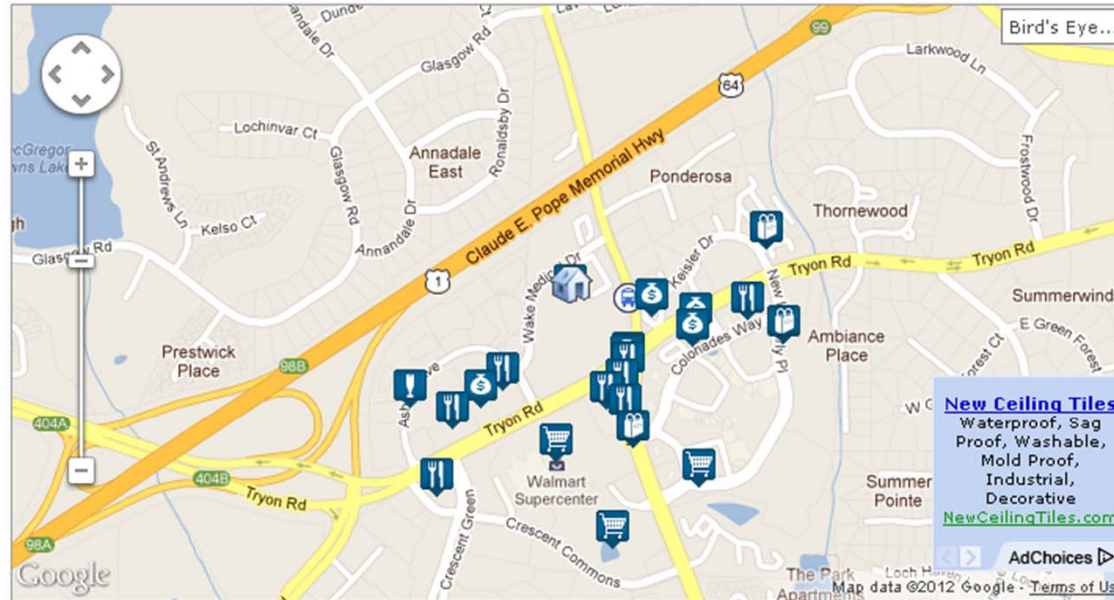 Bird's Eye...
Glasgow Rd
Larkwood Ln
99
64
Lochinvar Ct
Annadale
East
Ronaldsby Dr
Claude E. Pope Memorial Hwy
St Andrews Ln
Glasgow Rd
Frostwood Dr
Ponderosa
Thornewood
Kelso Ct
Annandale Dr
Glasgow Rd
1
Wake Medical Dr
Keisler Dr
Tryon Rd
Tryon Rd
Summerwind
Colonades Way
E Green Forest
Ambiance
Place
Prestwick
Place
98B
404A
Tryon Rd
New Ceiling Tiles
Waterproof, Sag
Proof, Washable,
Mold Proof,
Industrial,
Decorative
NewCeilingTiles.com
404B
Tryon Rd
Walmart
Supercenter
Summer
Pointe
98A
Crescent Green
Crescent Commons
AdChoices
Google
The Park
Apartments
Map data ©2012 Google - Terms of Us